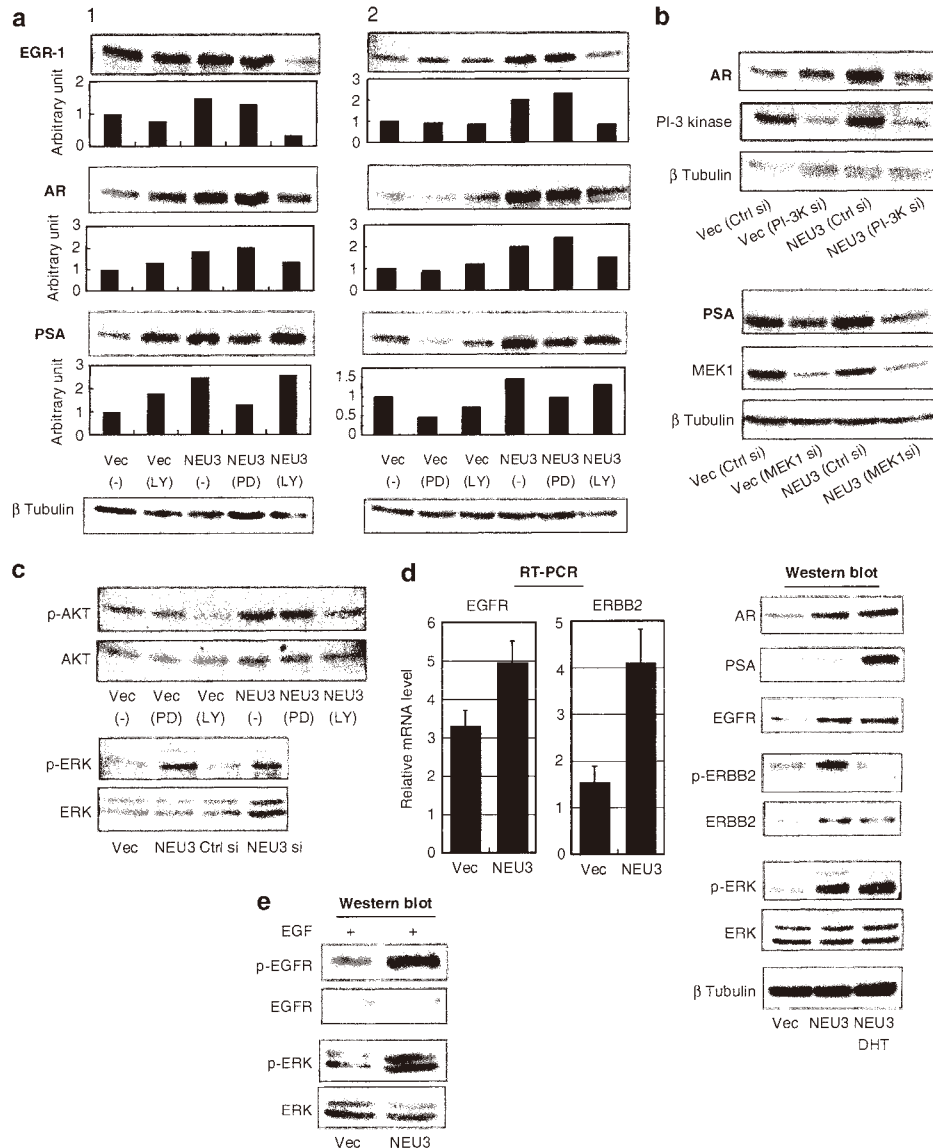 a
1
2
EGR-1
Arbitrary unit
2
1
0
3
2
1
0
AR
Arbitrary unit
3
2
1
0
3
2
1
0
PSA
Arbitrary unit
3
2
1
0
1.5
1
0.5
0
Vec Vec NEU3 NEU3 NEU3
(-) (LY) (-) (PD) (LY)
Vec Vec Vec NEU3 NEU3 NEU3
(-) (PD) (LY) (-) (PD) (LY)
β Tubulin
b
AR
PI-3 kinase
β Tubulin
Vec (Ctrl si)
Vec (PI-3K si)
NEU3 (Ctrl si)
NEU3 (PI-3K si)
PSA
MEK1
β Tubulin
Vec (Ctrl si)
Vec (MEK1 si)
NEU3 (Ctrl si)
NEU3 (MEK1si)
c
p-AKT
AKT
Vec Vec Vec NEU3 NEU3 NEU3
(-) (PD) (LY) (-) (PD) (LY)
p-ERK
ERK
Vec NEU3 Ctrl si NEU3 si
d
RT-PCR
EGFR
ERBB2
Relative mRNA level
6
5
4
3
2
1
0
5
4
3
2
1
0
Vec NEU3
Vec NEU3
Western blot
AR
PSA
EGFR
p-ERBB2
ERBB2
p-ERK
ERK
β Tubulin
Vec NEU3 NEU3
DHT
e
Western blot
EGF + +
p-EGFR
EGFR
p-ERK
ERK
Vec NEU3